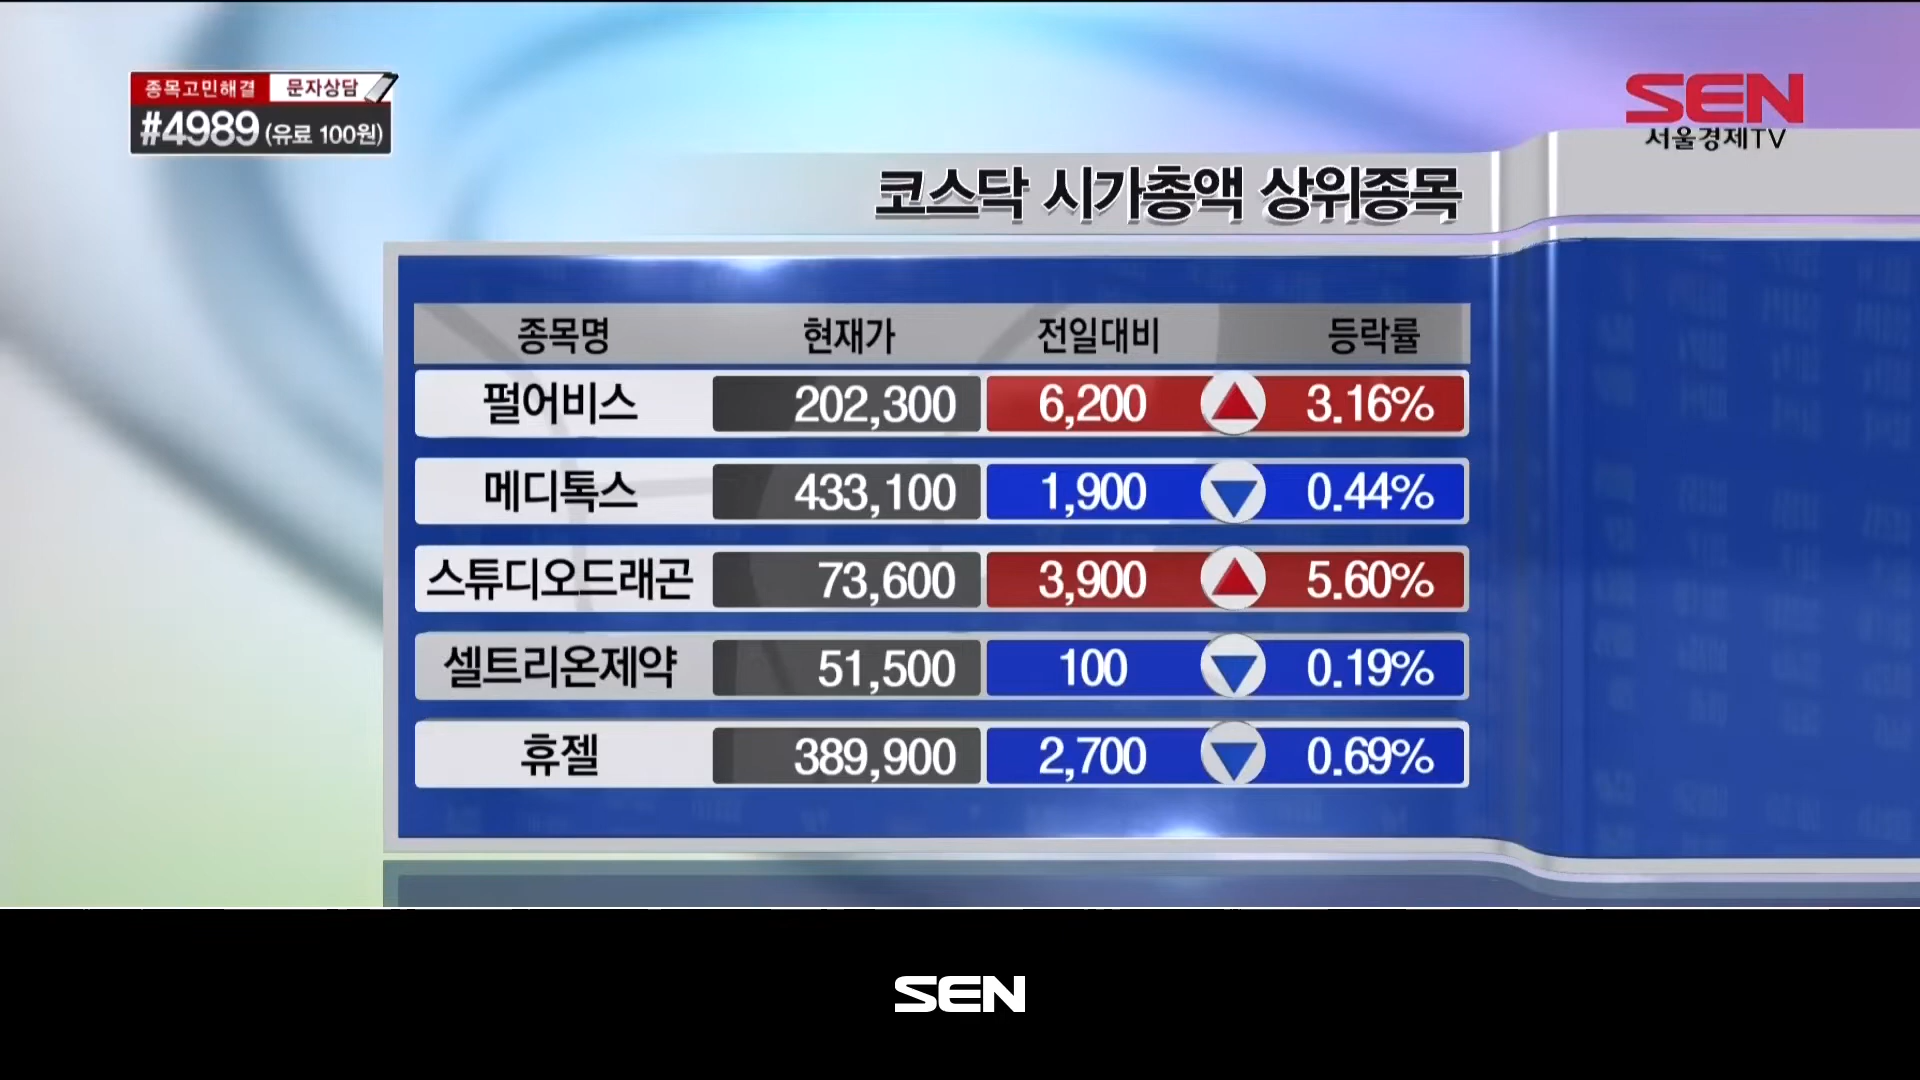 종목고민해결 문자상담
#4989 (유료 100원)
SEN
서울경제TV
코스닥 시가총액 상위종목
종목명 현재가 전일대비 등락률
펄어비스 202,300 6,200 ▲ 3.16%
메디톡스 433,100 1,900 ▼ 0.44%
스튜디오드래곤 73,600 3,900 ▲ 5.60%
셀트리온제약 51,500 100 ▼ 0.19%
휴젤 389,900 2,700 ▼ 0.69%
SEN